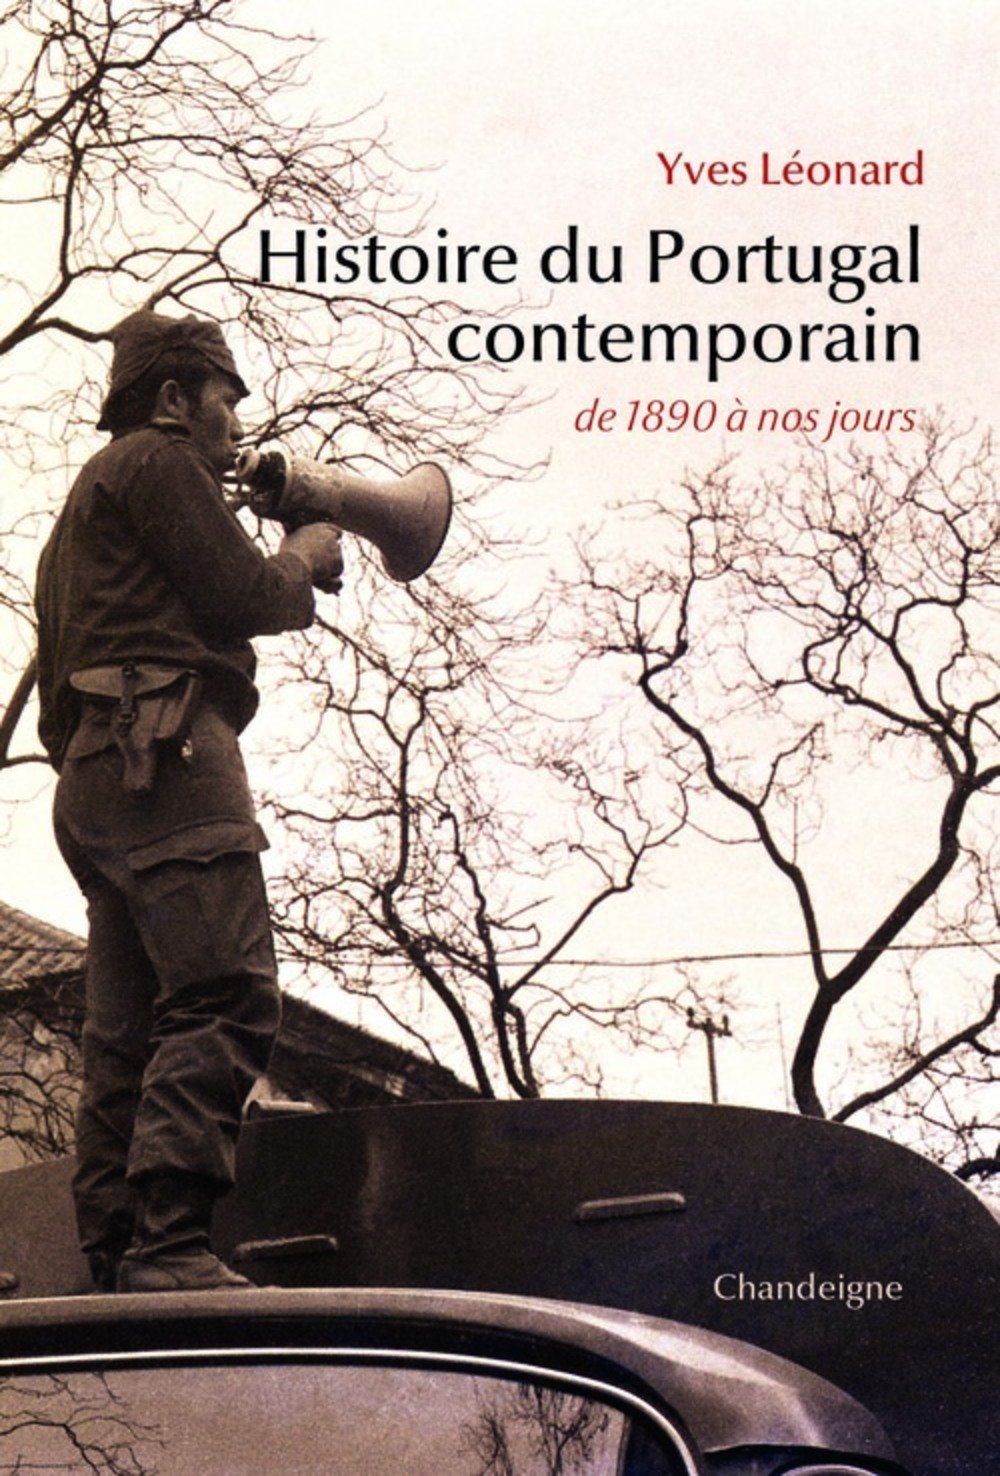 Yves Léonard
Histoire du Portugal
contemporain
de 1890 à nos jours
Chandeigne